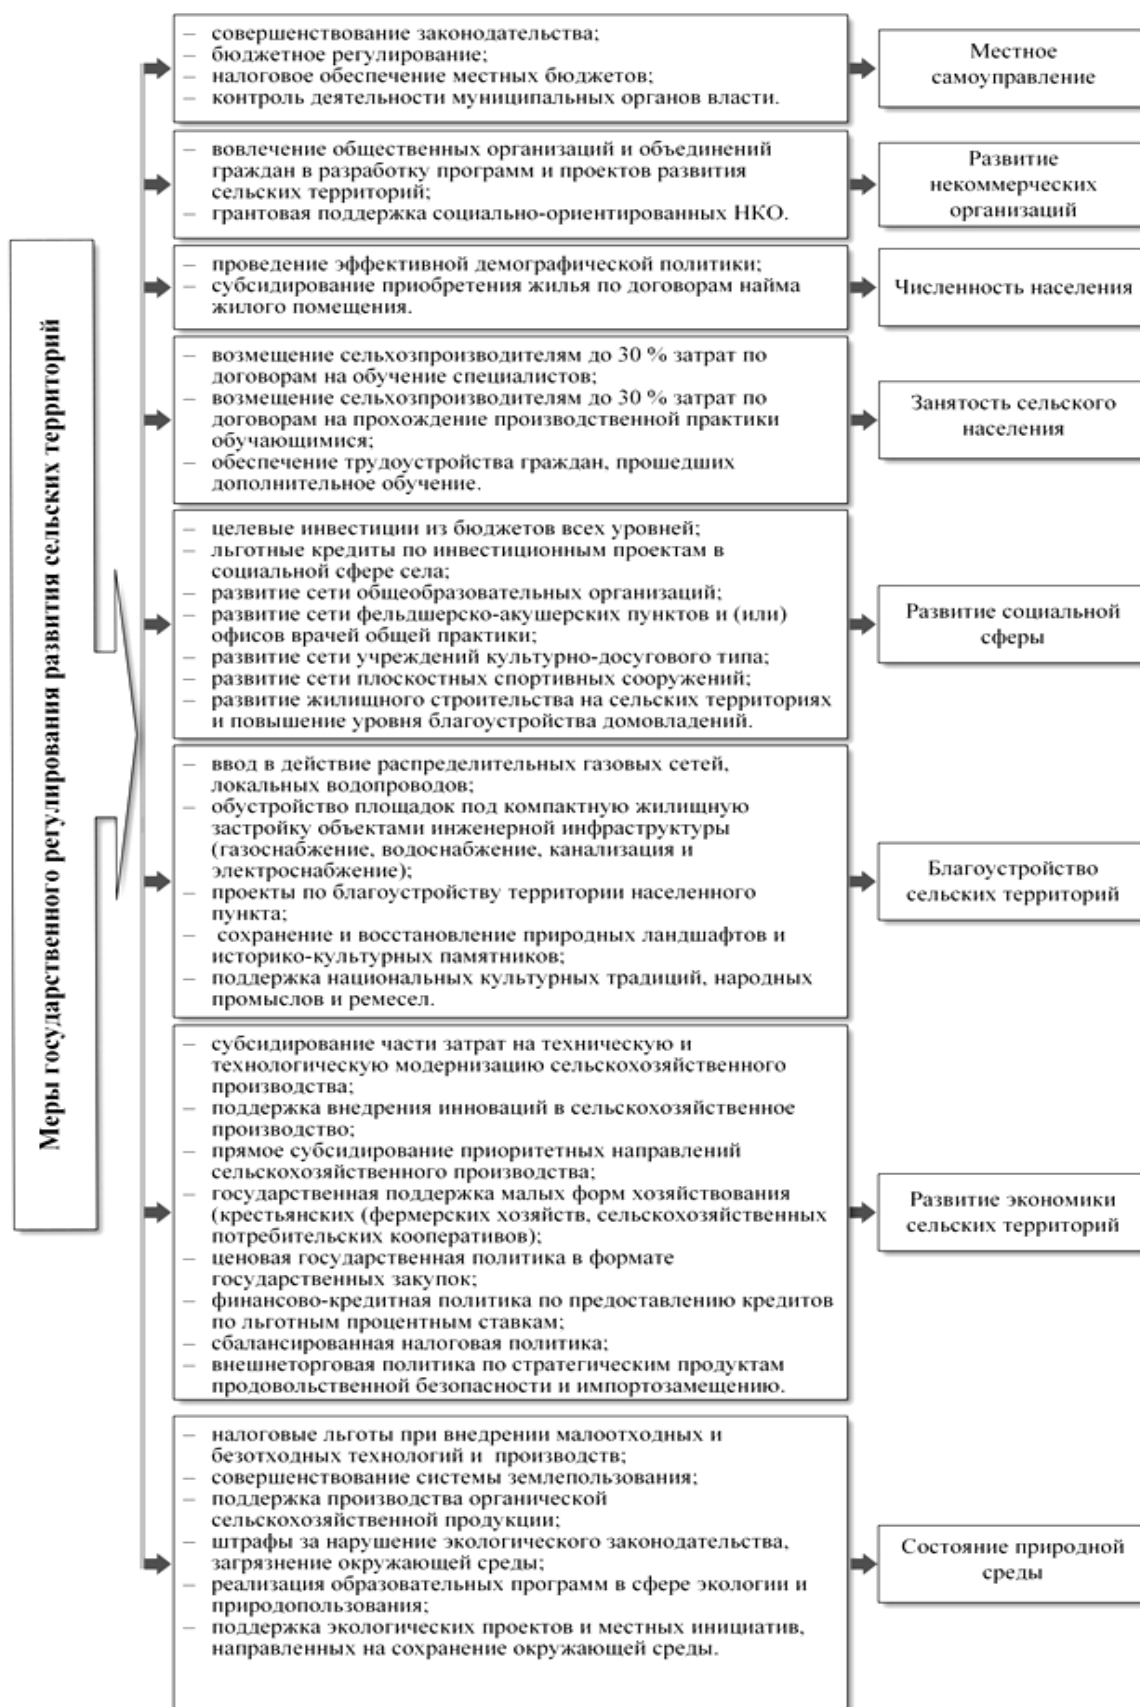 Меры государственного регулирования развития сельских территорий
– совершенствование законодательства;
– бюджетное регулирование;
– налоговое обеспечение местных бюджетов;
– контроль деятельности муниципальных органов власти.
Местное
самоуправление
– вовлечение общественных организаций и объединений
граждан в разработку программ и проектов развития
сельских территорий;
– грантовая поддержка социально-ориентированных НКО.
Развитие
некоммерческих
организаций
– проведение эффективной демографической политики;
– субсидирование приобретения жилья по договорам найма
жилого помещения.
Численность населения
– возмещение сельхозпроизводителям до 30 % затрат по
договорам на обучение специалистов;
– возмещение сельхозпроизводителям до 30 % затрат по
договорам на прохождение производственной практики
обучающимися;
– обеспечение трудоустройства граждан, прошедших
дополнительное обучение.
Занятость сельского
населения
– целевые инвестиции из бюджетов всех уровней;
– льготные кредиты по инвестиционным проектам в
социальной сфере села;
– развитие сети общеобразовательных организаций;
– развитие сети фельдшерско-акушерских пунктов и (или)
офисов врачей общей практики;
– развитие сети учреждений культурно-досугового типа;
– развитие сети плоскостных спортивных сооружений;
– развитие жилищного строительства на сельских территориях
и повышение уровня благоустройства домовладений.
Развитие социальной
сферы
– ввод в действие распределительных газовых сетей,
локальных водопроводов;
– обустройство площадок под компактную жилищную
застройку объектами инженерной инфраструктуры
(газоснабжение, водоснабжение, канализация и
электроснабжение);
– проекты по благоустройству территории населенного
пункта;
– сохранение и восстановление природных ландшафтов и
историко-культурных памятников;
– поддержка национальных культурных традиций, народных
промыслов и ремесел.
Благоустройство
сельских территорий
– субсидирование части затрат на техническую и
технологическую модернизацию сельскохозяйственного
производства;
– поддержка внедрения инноваций в сельскохозяйственное
производство;
– прямое субсидирование приоритетных направлений
сельскохозяйственного производства;
– государственная поддержка малых форм хозяйствования
(крестьянских (фермерских хозяйств, сельскохозяйственных
потребительских кооперативов);
– ценовая государственная политика в формате
государственных закупок;
– финансово-кредитная политика по предоставлению кредитов
по льготным процентным ставкам;
– сбалансированная налоговая политика;
– внешнеторговая политика по стратегическим продуктам
продовольственной безопасности и импортозамещению.
Развитие экономики
сельских территорий
– налоговые льготы при внедрении малоотходных и
безотходных технологий и производств;
– совершенствование системы землепользования;
– поддержка производства органической
сельскохозяйственной продукции;
– штрафы за нарушение экологического законодательства,
загрязнение окружающей среды;
– реализация образовательных программ в сфере экологии и
природопользования;
– поддержка экологических проектов и местных инициатив,
направленных на сохранение окружающей среды.
Состояние природной
среды